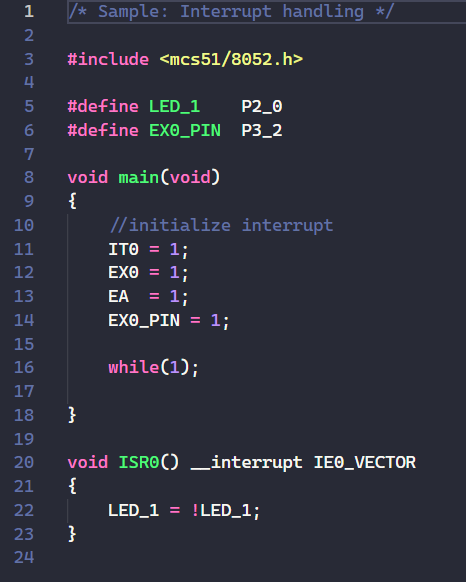 1 /* Sample: Interrupt handling */
2
3 #include <mcs51/8052.h>
4
5 #define LED_1    P2_0
6 #define EX0_PIN  P3_2
7
8 void main(void)
9 {
10     //initialize interrupt
11     IT0 = 1;
12     EX0 = 1;
13     EA  = 1;
14     EX0_PIN = 1;
15
16     while(1);
17
18 }
19
20 void ISR0() __interrupt IE0_VECTOR
21 {
22     LED_1 = !LED_1;
23 }
24